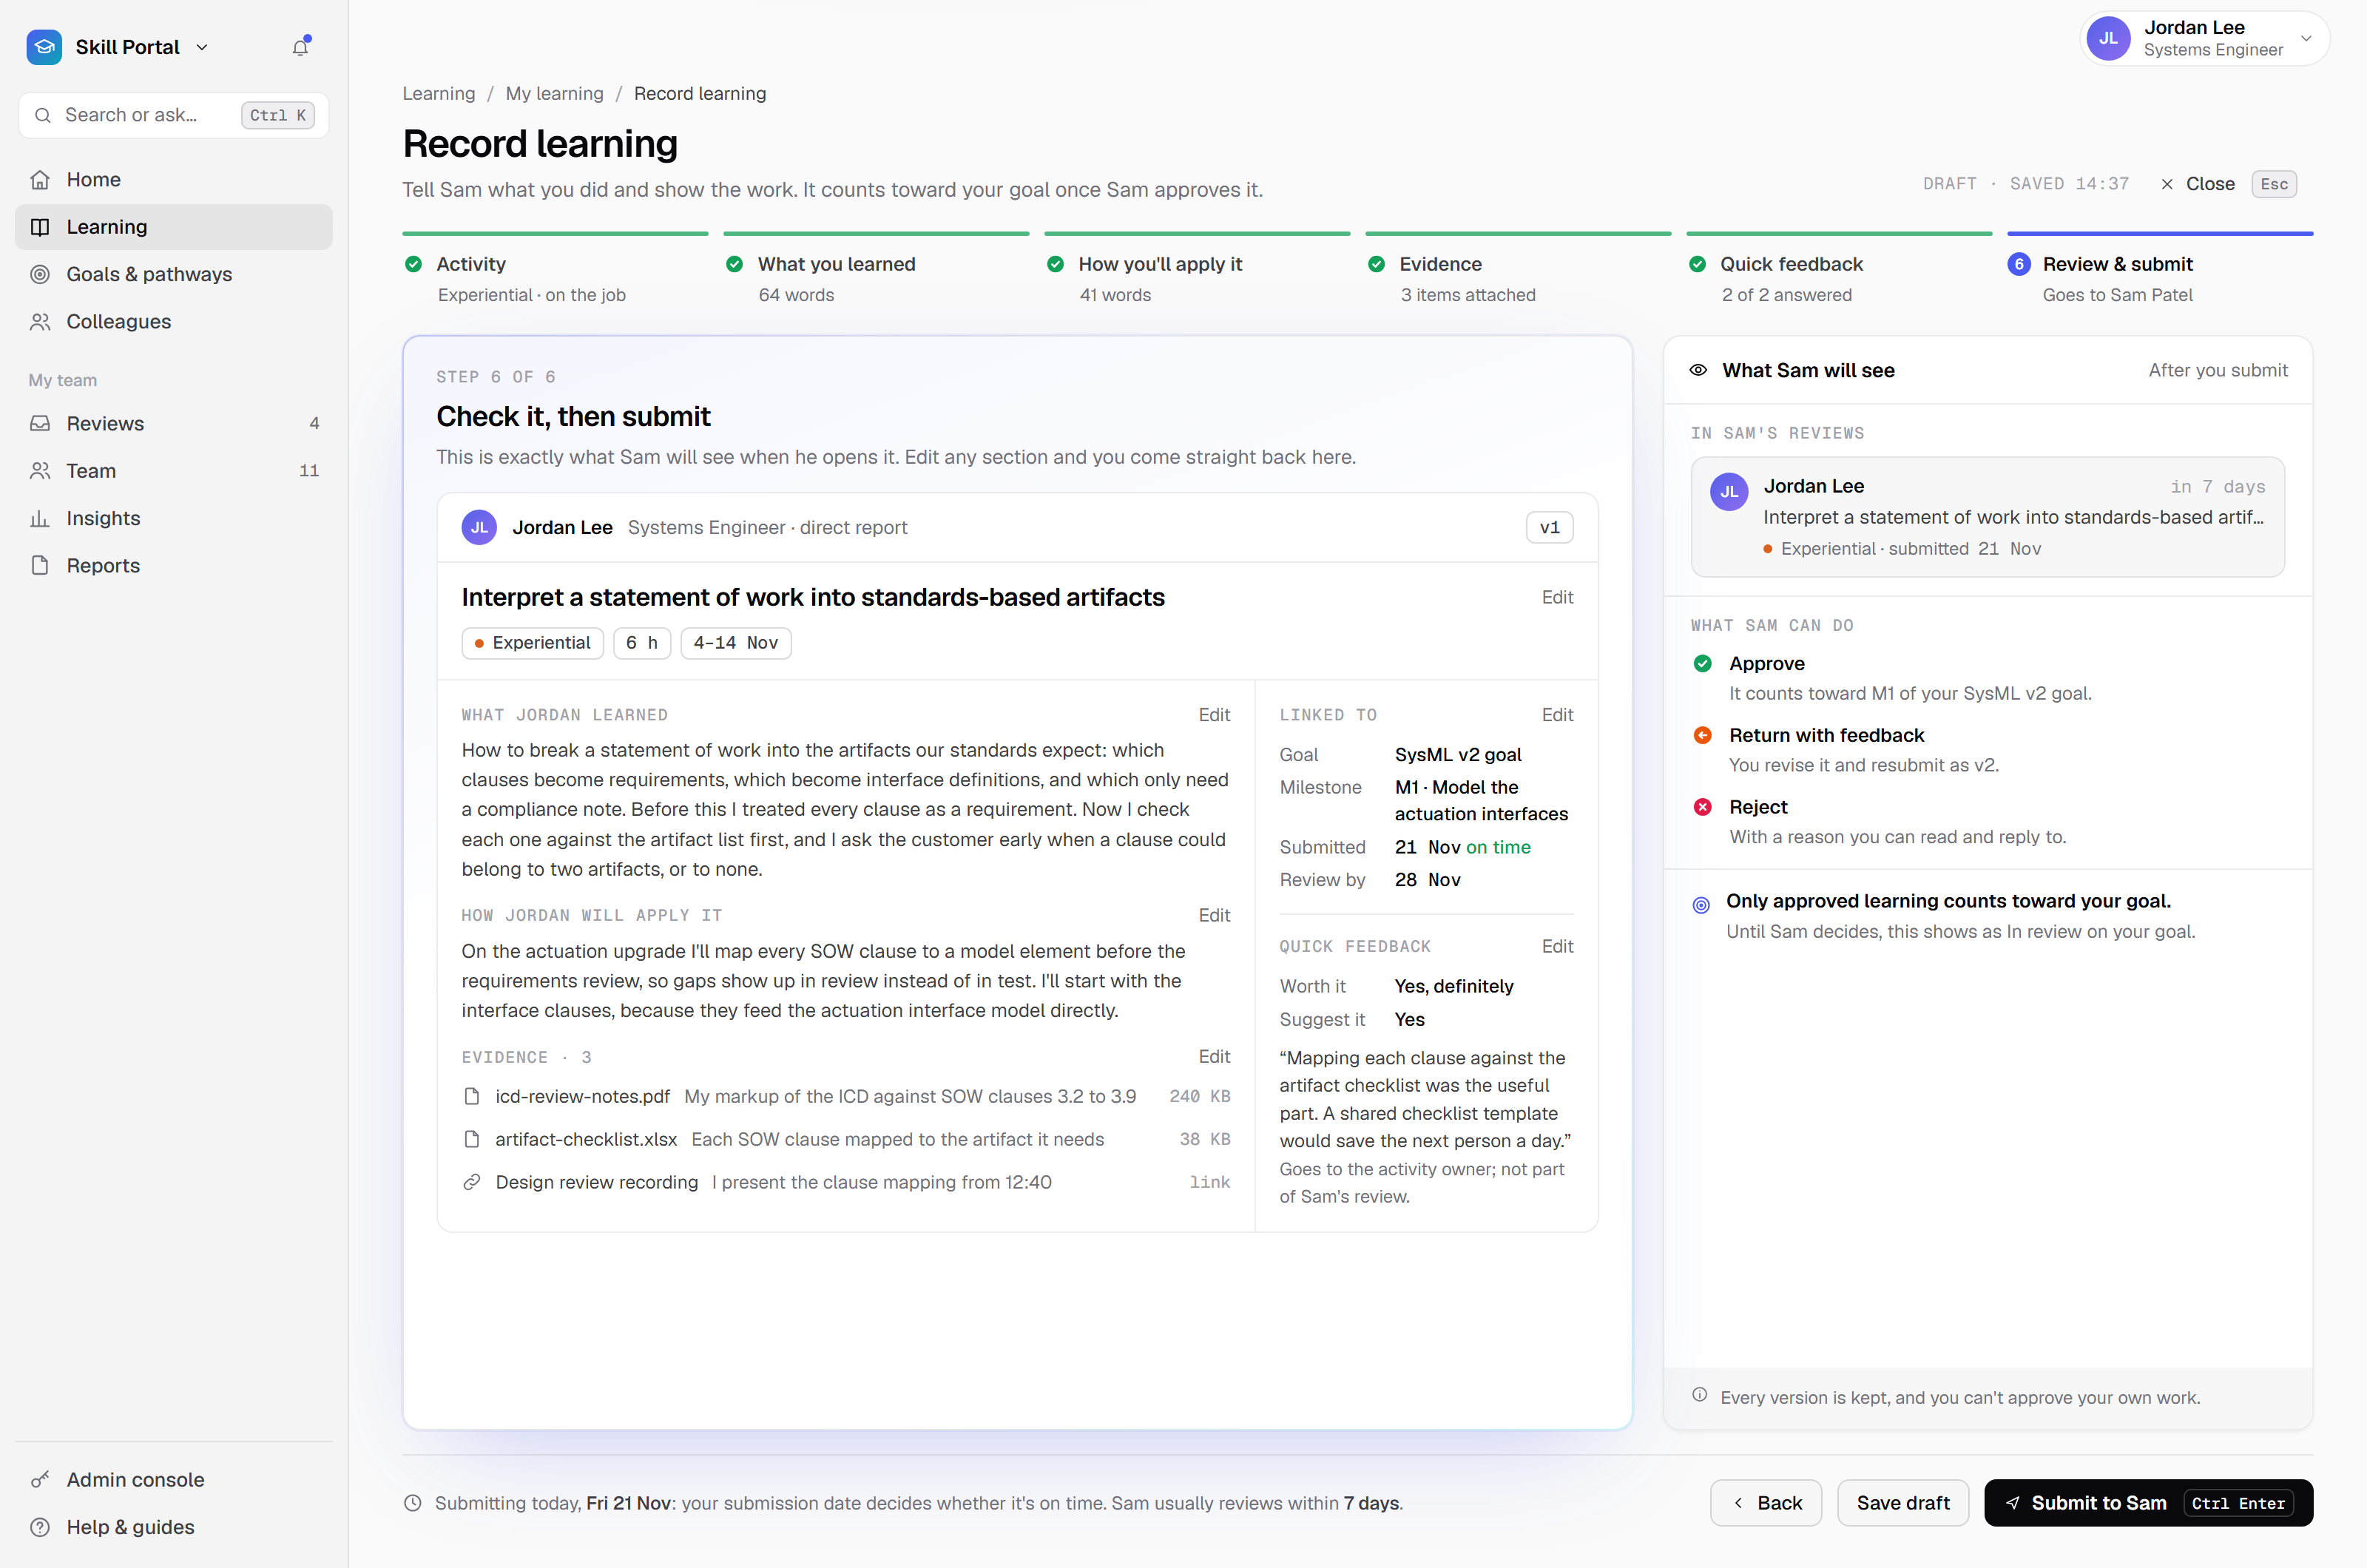 Skill Portal
Search or ask...
Ctrl K
Home
Learning
Goals & pathways
Colleagues
My team
Reviews 4
Team 11
Insights
Reports
Admin console
Help & guides
JL
Jordan Lee
Systems Engineer
Learning / My learning / Record learning
Record learning
Tell Sam what you did and show the work. It counts toward your goal once Sam approves it.
DRAFT · SAVED 14:37
Close Esc
Activity
Experiential · on the job
What you learned
64 words
How you'll apply it
41 words
Evidence
3 items attached
Quick feedback
2 of 2 answered
6 Review & submit
Goes to Sam Patel
STEP 6 OF 6
Check it, then submit
This is exactly what Sam will see when he opens it. Edit any section and you come straight back here.
JL Jordan Lee Systems Engineer · direct report v1
Interpret a statement of work into standards-based artifacts Edit
Experiential 6 h 4–14 Nov
WHAT JORDAN LEARNED Edit
How to break a statement of work into the artifacts our standards expect: which
clauses become requirements, which become interface definitions, and which only need
a compliance note. Before this I treated every clause as a requirement. Now I check
each one against the artifact list first, and I ask the customer early when a clause could
belong to two artifacts, or to none.
HOW JORDAN WILL APPLY IT Edit
On the actuation upgrade I'll map every SOW clause to a model element before the
requirements review, so gaps show up in review instead of in test. I'll start with the
interface clauses, because they feed the actuation interface model directly.
EVIDENCE · 3 Edit
icd-review-notes.pdf My markup of the ICD against SOW clauses 3.2 to 3.9 240 KB
artifact-checklist.xlsx Each SOW clause mapped to the artifact it needs 38 KB
Design review recording I present the clause mapping from 12:40 link
LINKED TO Edit
Goal SysML v2 goal
Milestone M1 · Model the
actuation interfaces
Submitted 21 Nov on time
Review by 28 Nov
QUICK FEEDBACK Edit
Worth it Yes, definitely
Suggest it Yes
“Mapping each clause against the
artifact checklist was the useful
part. A shared checklist template
would save the next person a day.”
Goes to the activity owner; not part
of Sam's review.
What Sam will see After you submit
IN SAM'S REVIEWS
JL Jordan Lee in 7 days
Interpret a statement of work into standards-based artif...
Experiential · submitted 21 Nov
WHAT SAM CAN DO
Approve
It counts toward M1 of your SysML v2 goal.
Return with feedback
You revise it and resubmit as v2.
Reject
With a reason you can read and reply to.
Only approved learning counts toward your goal.
Until Sam decides, this shows as In review on your goal.
Every version is kept, and you can't approve your own work.
Submitting today, Fri 21 Nov: your submission date decides whether it's on time. Sam usually reviews within 7 days.
Back
Save draft
Submit to Sam Ctrl Enter